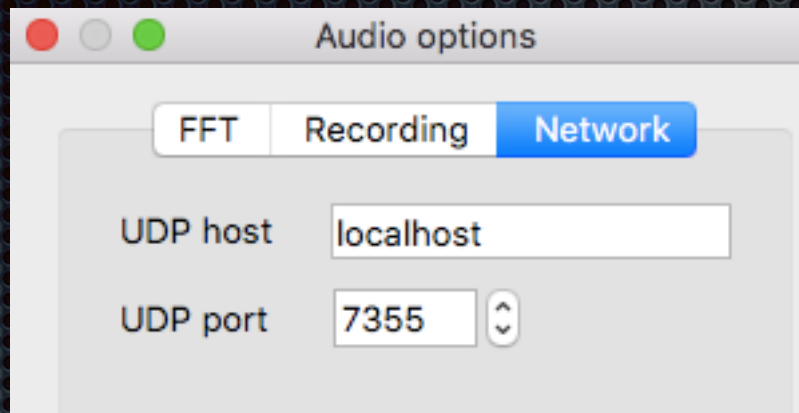 Audio options
FFT Recording Network
UDP host localhost
UDP port 7355